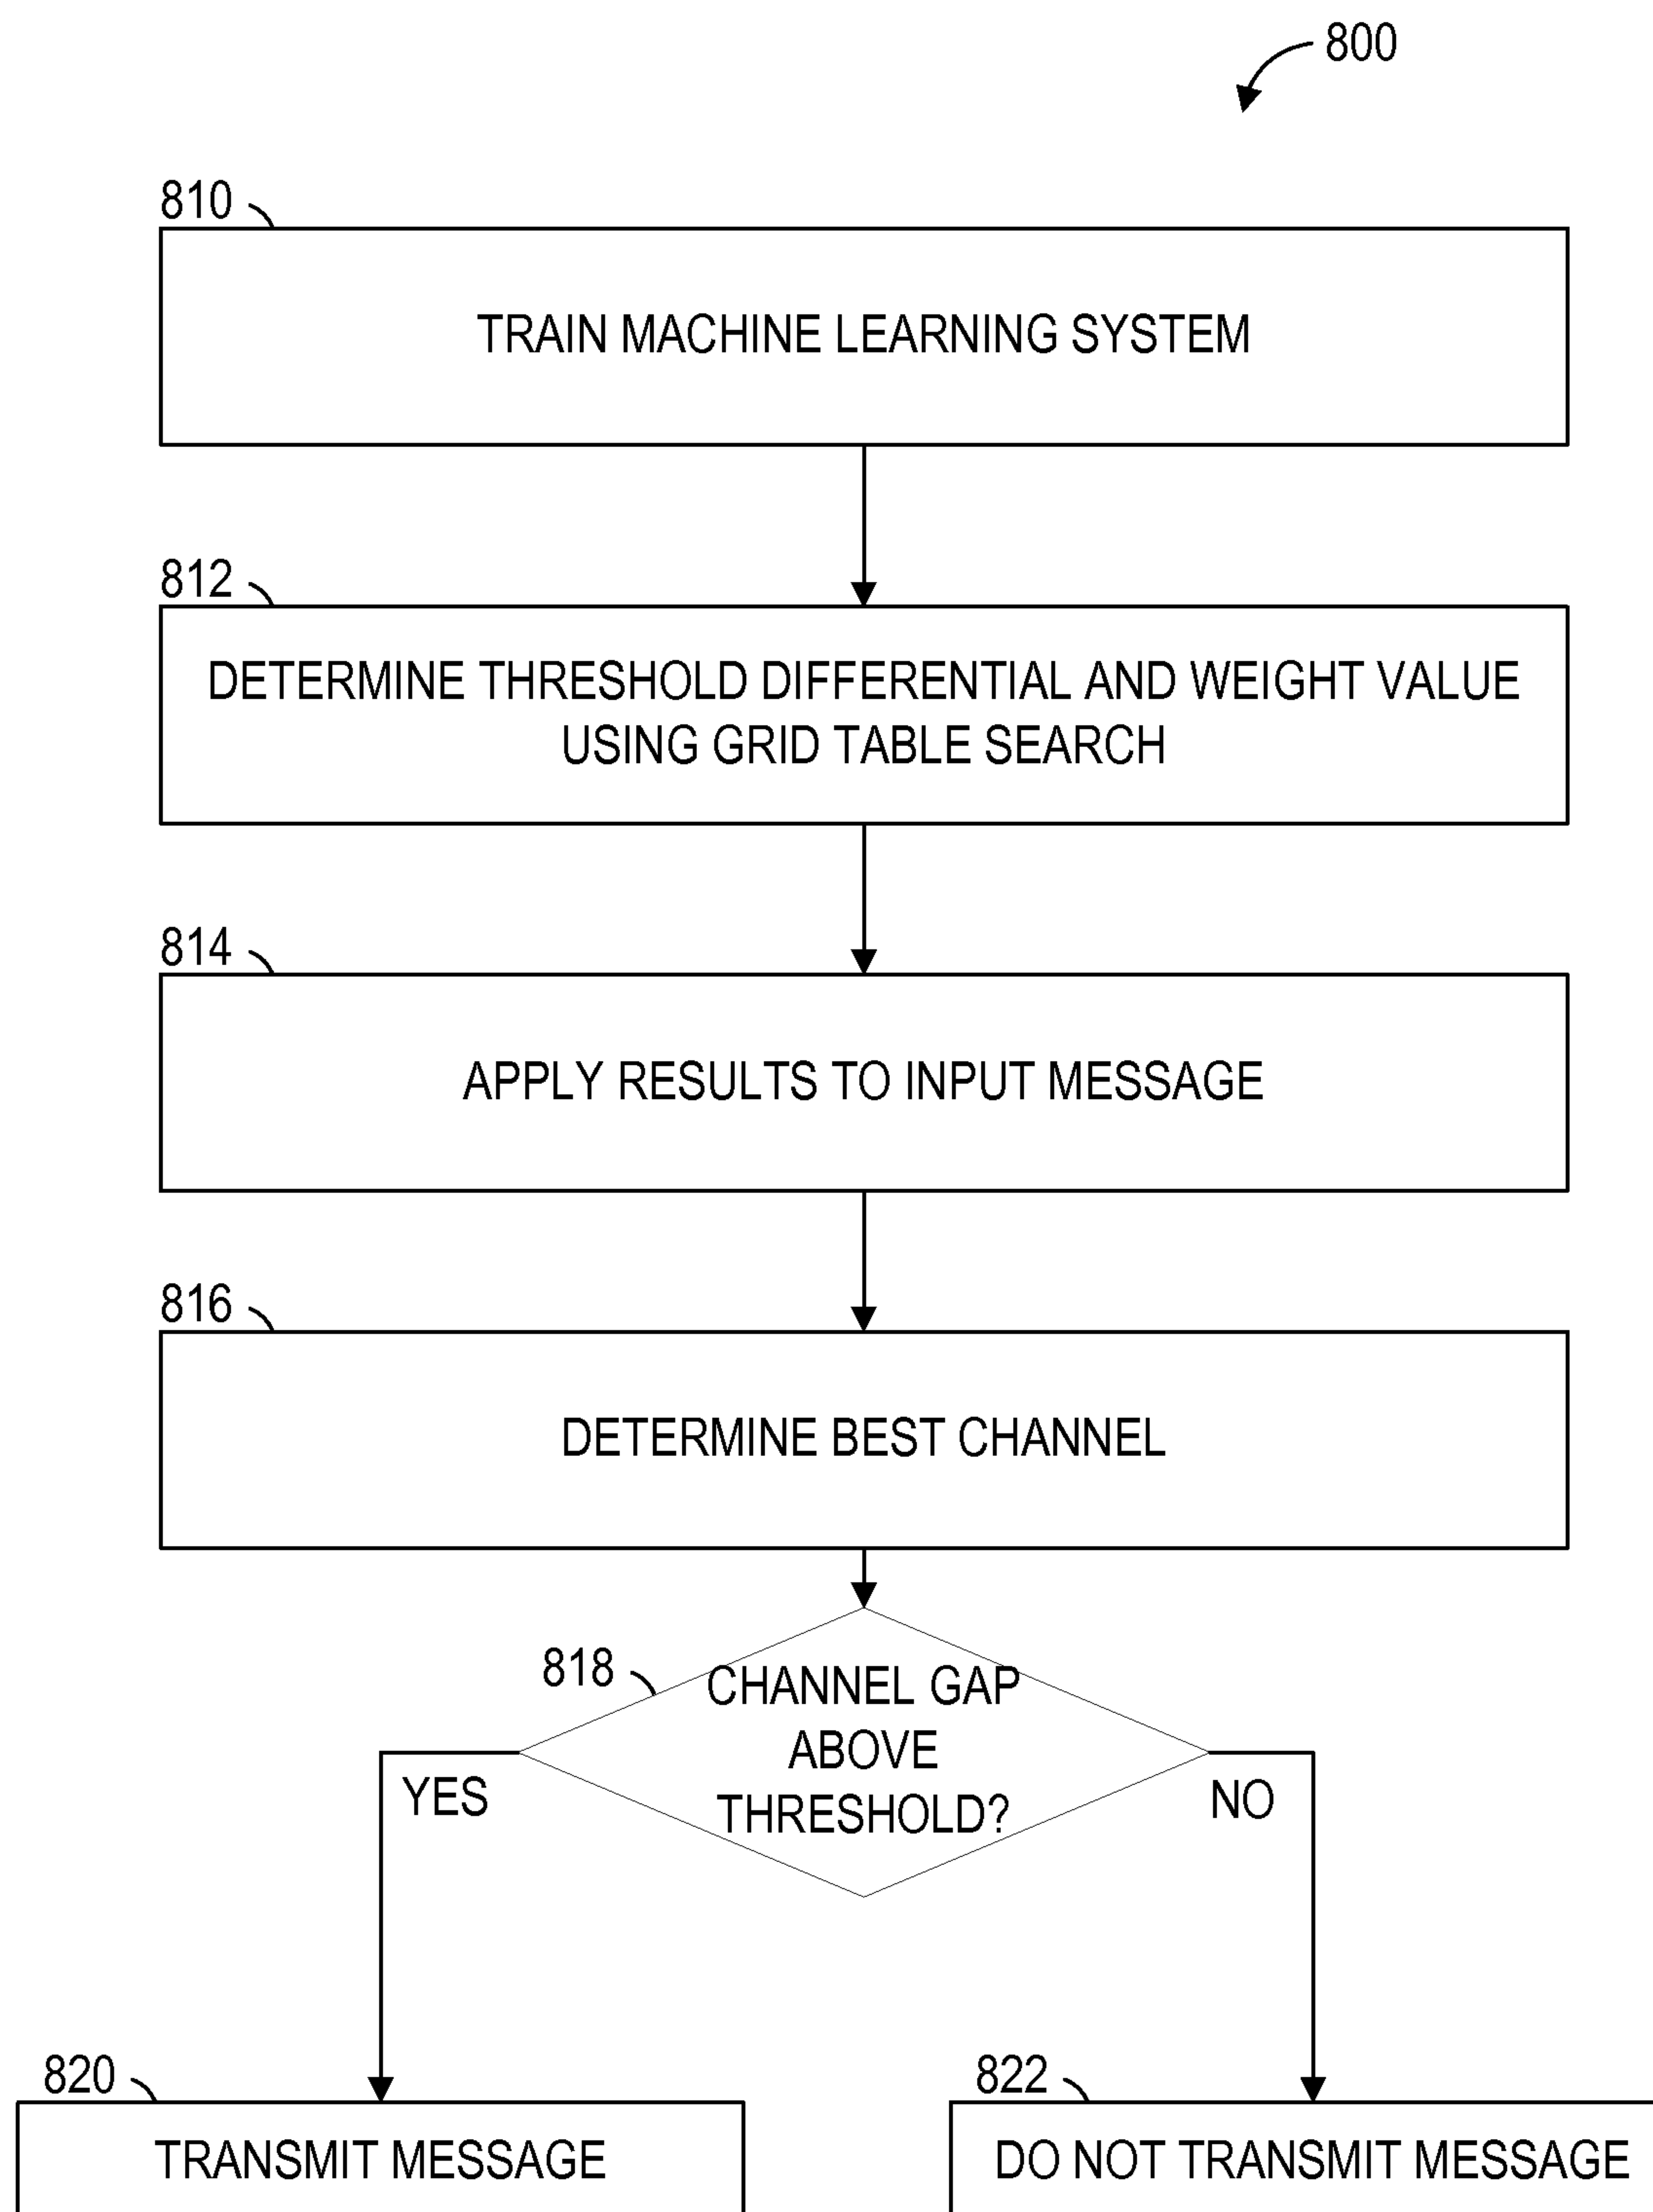 800
810
TRAIN MACHINE LEARNING SYSTEM
812
DETERMINE THRESHOLD DIFFERENTIAL AND WEIGHT VALUE
USING GRID TABLE SEARCH
814
APPLY RESULTS TO INPUT MESSAGE
816
DETERMINE BEST CHANNEL
818
CHANNEL GAP
ABOVE
THRESHOLD?
YES
NO
820
TRANSMIT MESSAGE
822
DO NOT TRANSMIT MESSAGE